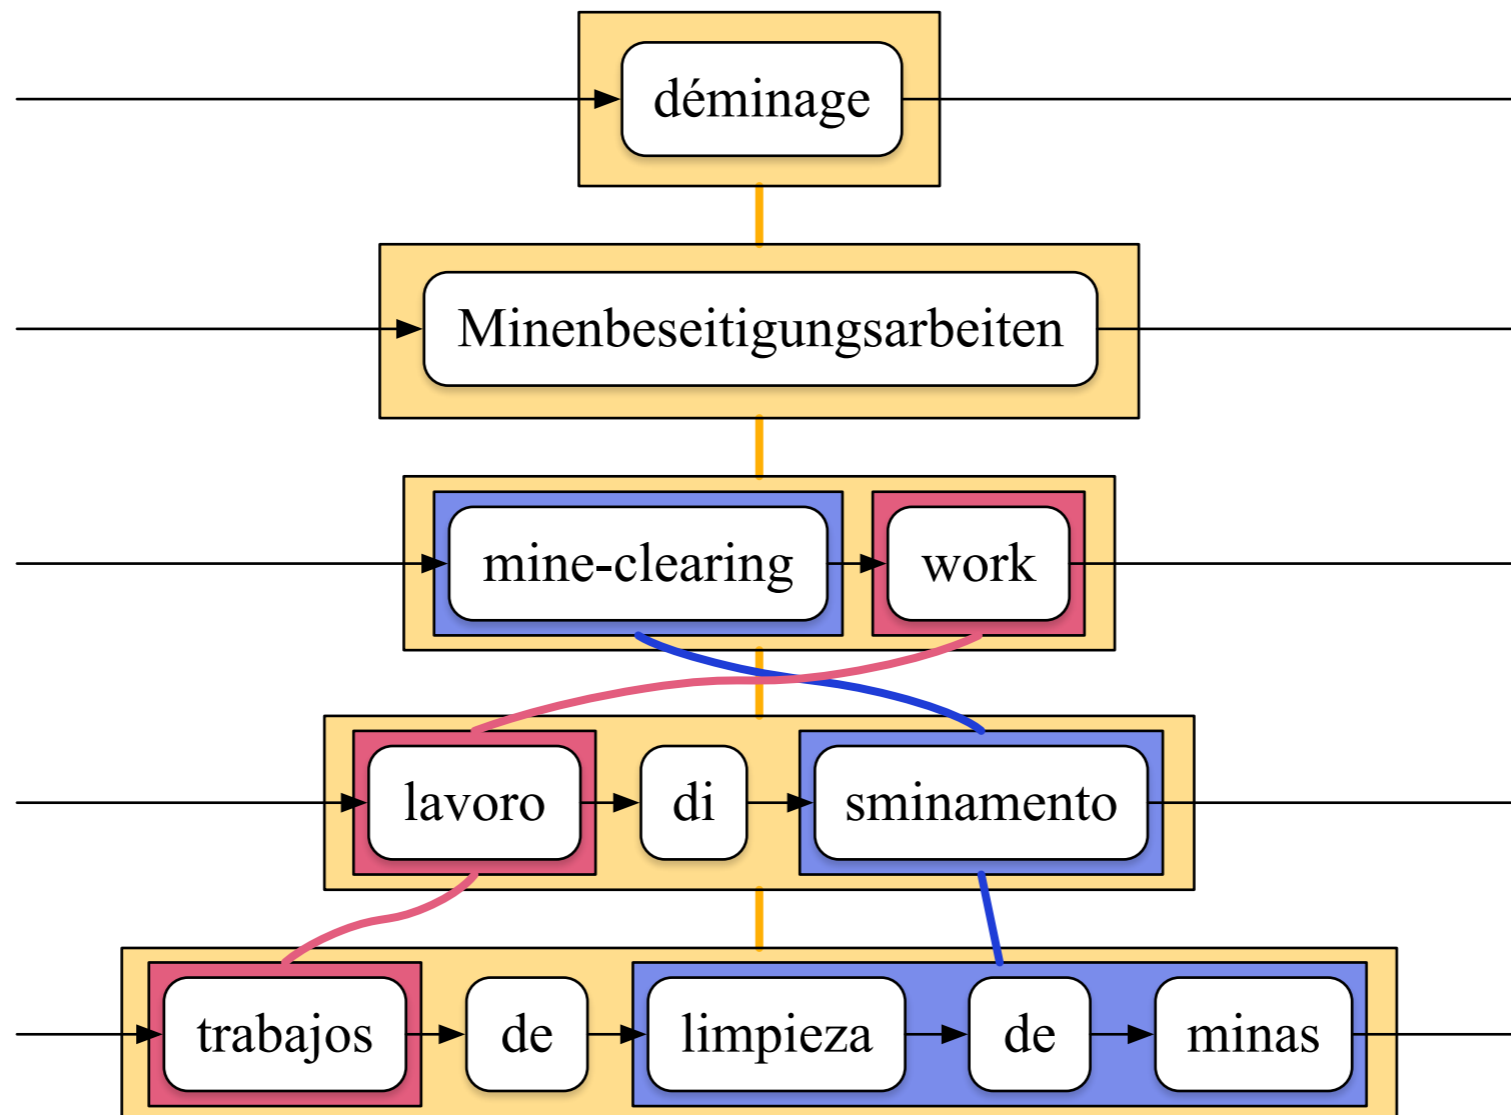 déminage
Minenbeseitigungsarbeiten
mine-clearing work
lavoro di sminamento
trabajos de limpieza de minas